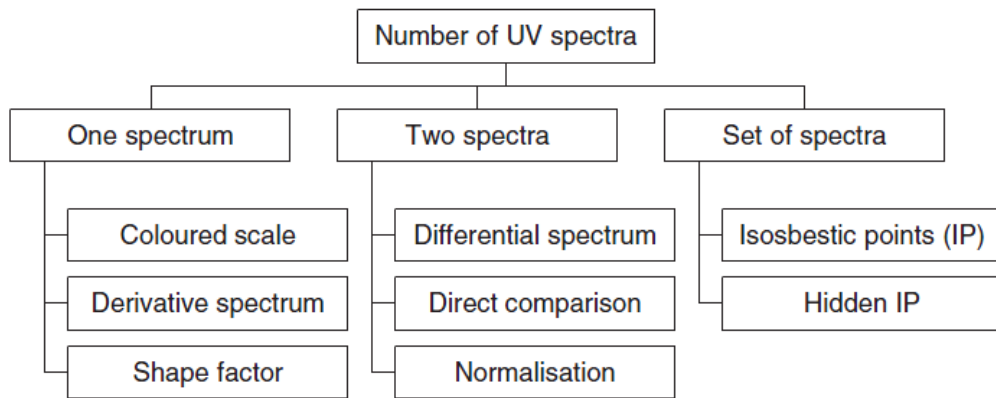 Number of UV spectra
One spectrum
Two spectra
Set of spectra
Coloured scale
Differential spectrum
Isosbestic points (IP)
Derivative spectrum
Direct comparison
Hidden IP
Shape factor
Normalisation